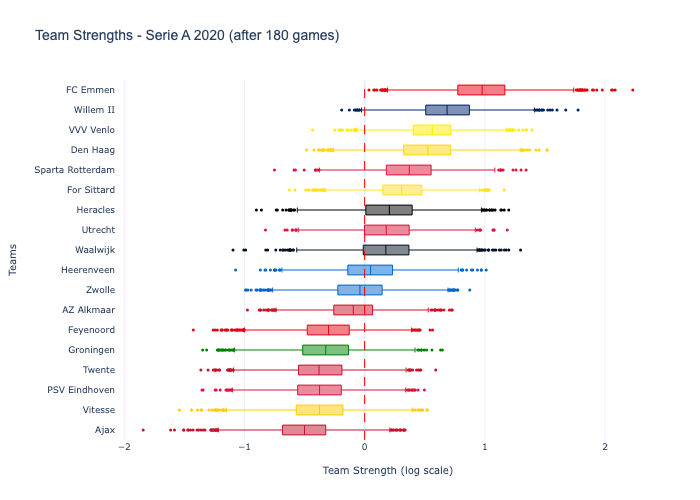 Team Strengths - Serie A 2020 (after 180 games)
FC Emmen
Willem II
VVV Venlo
Den Haag
Sparta Rotterdam
For Sittard
Heracles
Utrecht
Waalwijk
Heerenveen
Zwolle
AZ Alkmaar
Feyenoord
Groningen
Twente
PSV Eindhoven
Vitesse
Ajax
Teams
−2 −1 0 1 2
Team Strength (log scale)